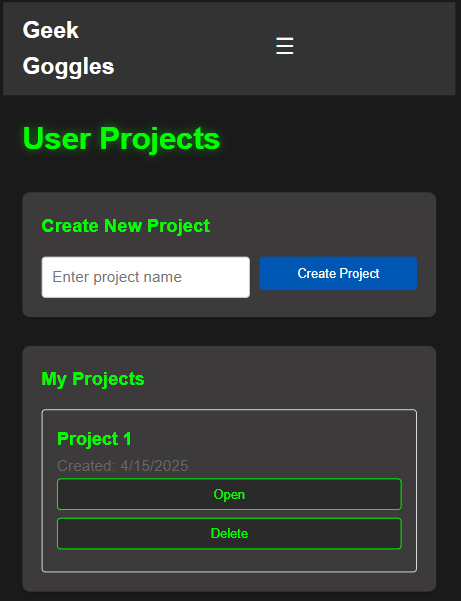 Geek
Goggles
☰
User Projects
Create New Project
Enter project name
Create Project
My Projects
Project 1
Created: 4/15/2025
Open
Delete